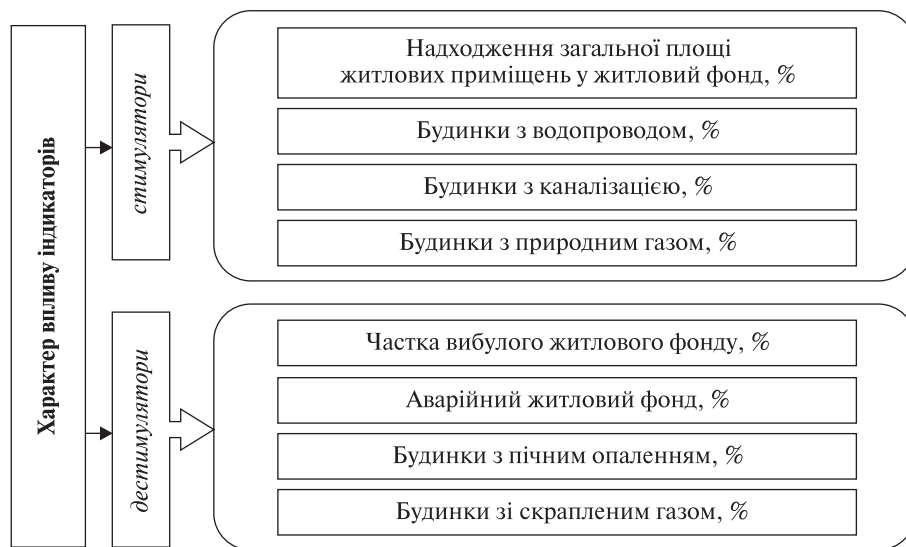 Характер впливу індикаторів
стимулятори
Надходження загальної площі
житлових приміщень у житловий фонд, %
Будинки з водопроводом, %
Будинки з каналізацією, %
Будинки з природним газом, %
дестимулятори
Частка вибулого житлового фонду, %
Аварійний житловий фонд, %
Будинки з пічним опаленням, %
Будинки зі скрапленим газом, %